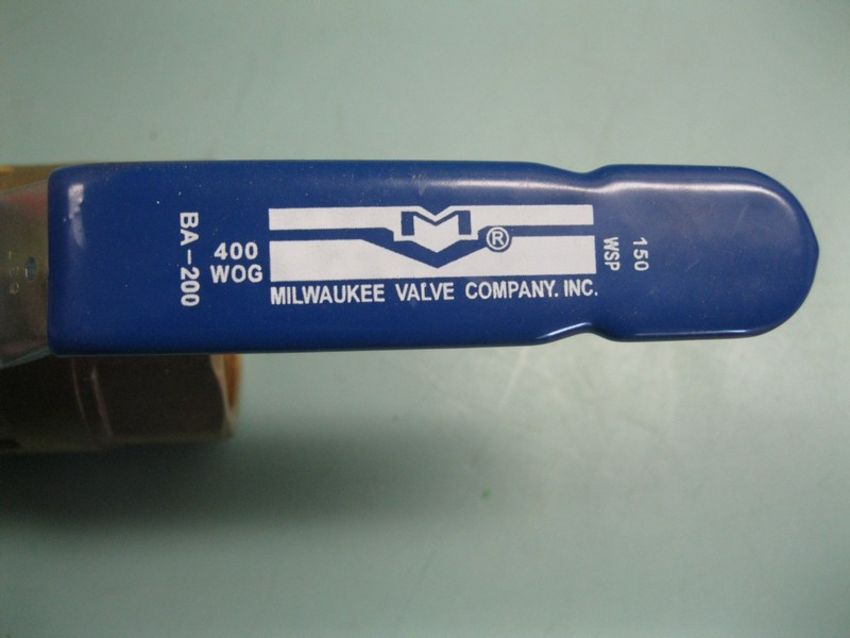 BA-200
400
WOG
M ®
MILWAUKEE VALVE COMPANY. INC.
150
WSP